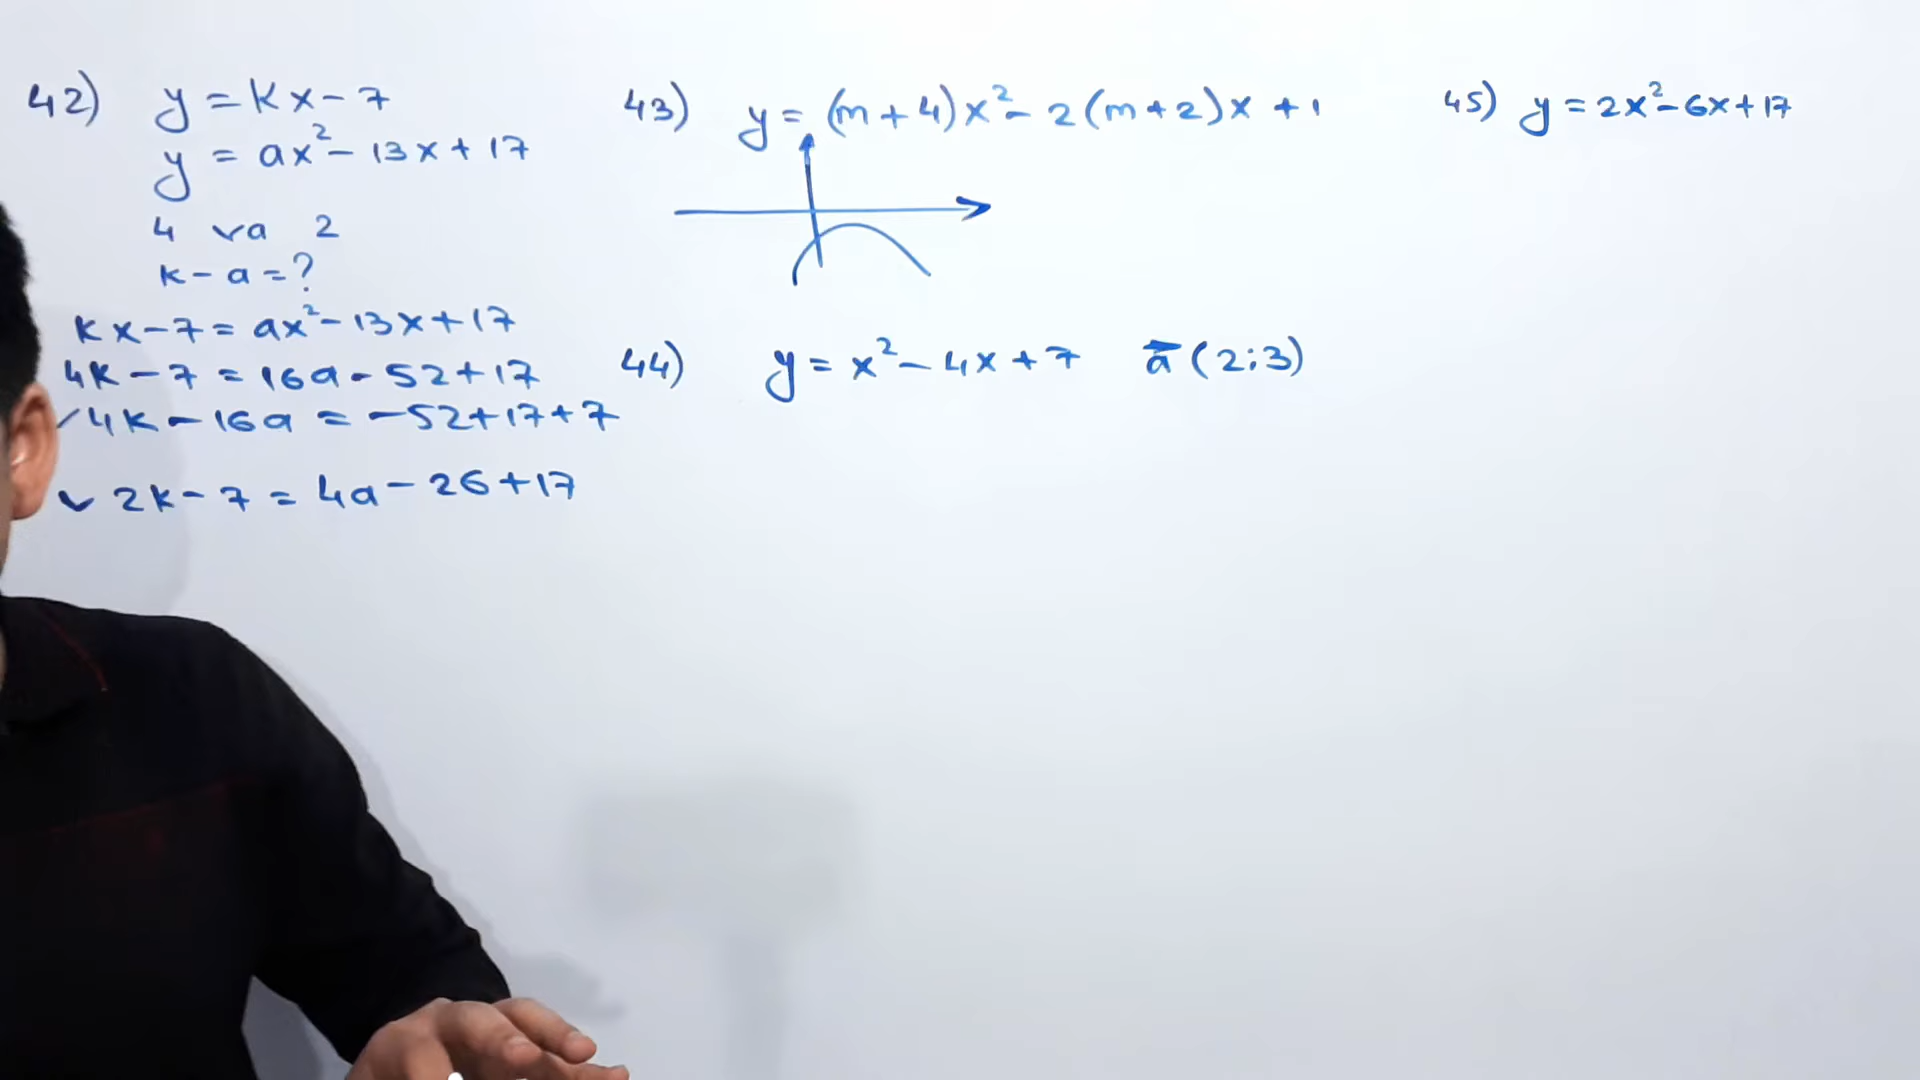 42) y = kx - 7
y = ax² - 13x + 17
4 va 2
k - a = ?
kx - 7 = ax² - 13x + 17
4k - 7 = 16a - 52 + 17
4k - 16a = -52 + 17 + 7
2k - 7 = 4a - 26 + 17
43) y = (m + 4)x² - 2(m + 2)x + 1
44) y = x² - 4x + 7 a⃗ (2;3)
45) y = 2x² - 6x + 17